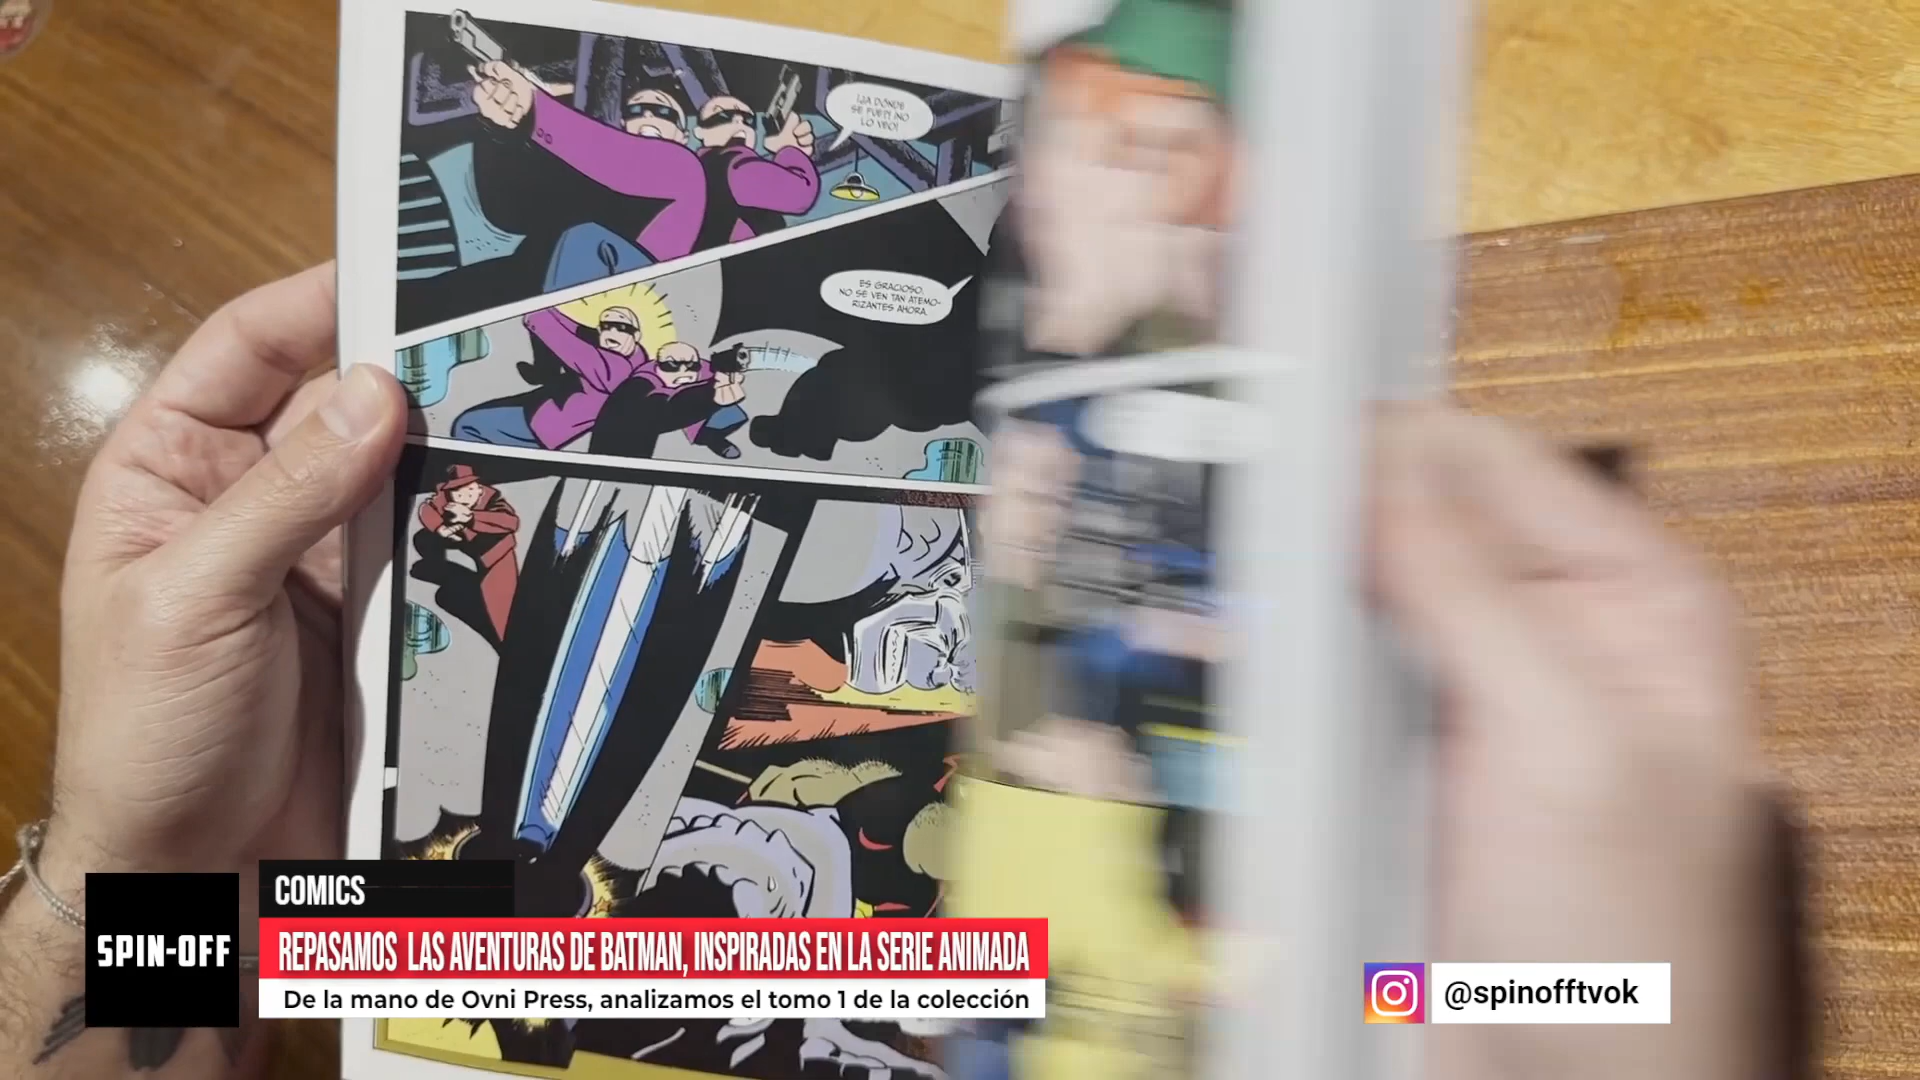 ¡¿A DÓNDE
SE FUE?! ¡NO
LO VEO!
ES GRACIOSO.
NO SE VEN TAN ATEMO-
RIZANTES AHORA.
COMICS
SPIN-OFF
REPASAMOS LAS AVENTURAS DE BATMAN, INSPIRADAS EN LA SERIE ANIMADA
De la mano de Ovni Press, analizamos el tomo 1 de la colección
@spinofftvok